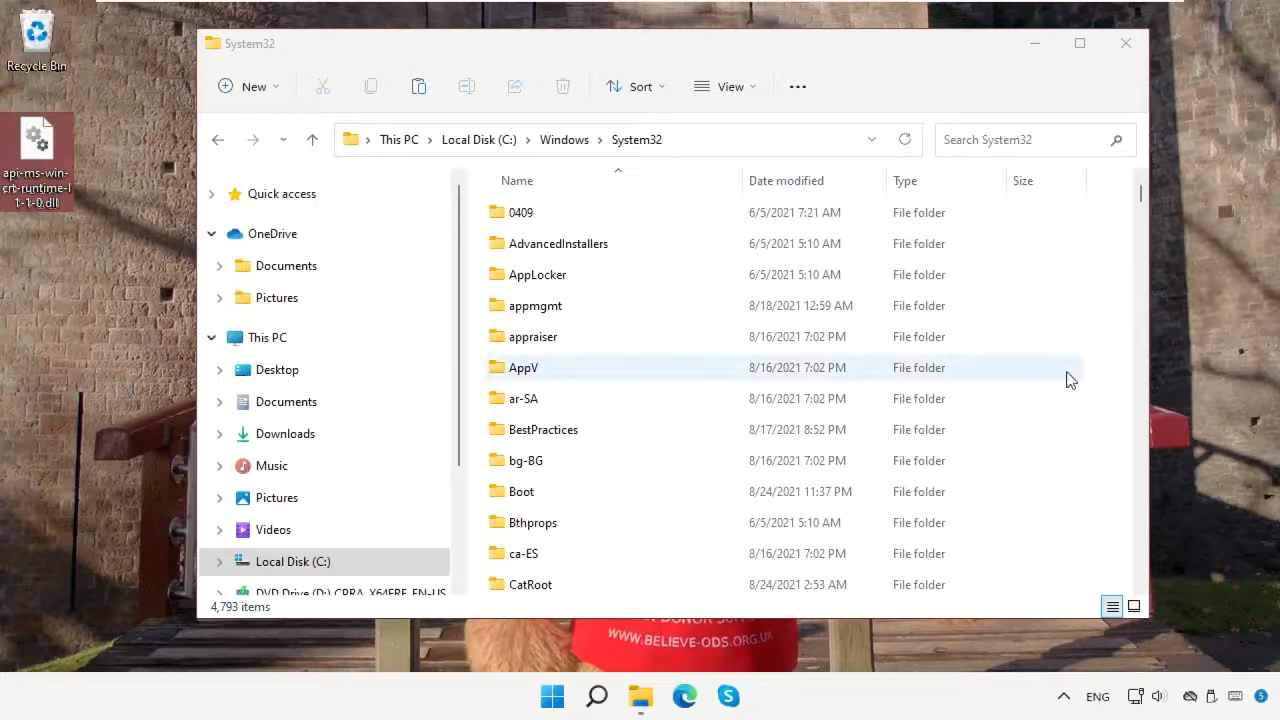 Recycle Bin
api-ms-win-
crt-runtime-l
1-1-0.dll
System32
New
Sort
View
This PC
Local Disk (C:)
Windows
System32
Search System32
Quick access
OneDrive
Documents
Pictures
This PC
Desktop
Documents
Downloads
Music
Pictures
Videos
Local Disk (C:)
DVD Drive (D:) CPRA_X64FRE_EN-US
Name Date modified Type Size
0409 6/5/2021 7:21 AM File folder
AdvancedInstallers 6/5/2021 5:10 AM File folder
AppLocker 6/5/2021 5:10 AM File folder
appmgmt 8/18/2021 12:59 AM File folder
appraiser 8/16/2021 7:02 PM File folder
AppV 8/16/2021 7:02 PM File folder
ar-SA 8/16/2021 7:02 PM File folder
BestPractices 8/17/2021 8:52 PM File folder
bg-BG 8/16/2021 7:02 PM File folder
Boot 8/24/2021 11:37 PM File folder
Bthprops 6/5/2021 5:10 AM File folder
ca-ES 8/16/2021 7:02 PM File folder
CatRoot 8/24/2021 2:53 AM File folder
4,793 items
DONOR
WWW.BELIEVE-ODS.ORG.UK
ENG
5